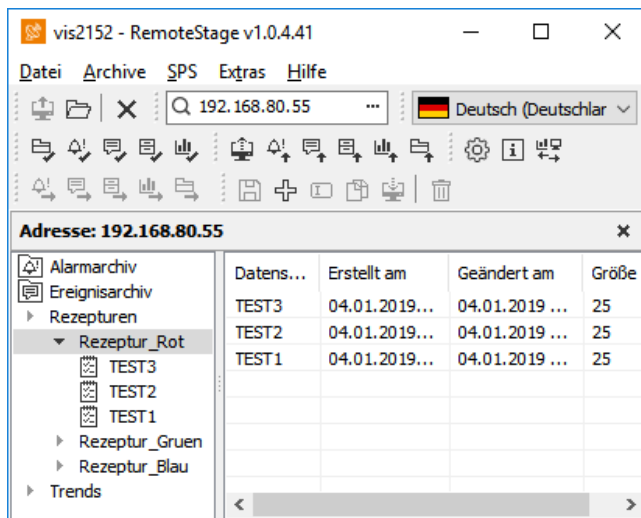 vis2152 - RemoteStage v1.0.4.41
Datei Archive SPS Extras Hilfe
192.168.80.55 ... Deutsch (Deutschlar
Adresse: 192.168.80.55
Alarmarchiv
Ereignisarchiv
Rezepturen
Rezeptur_Rot
TEST3
TEST2
TEST1
Rezeptur_Gruen
Rezeptur_Blau
Trends
Datens... Erstellt am Geändert am Größe
TEST3 04.01.2019... 04.01.2019 ... 25
TEST2 04.01.2019... 04.01.2019 ... 25
TEST1 04.01.2019... 04.01.2019 ... 25